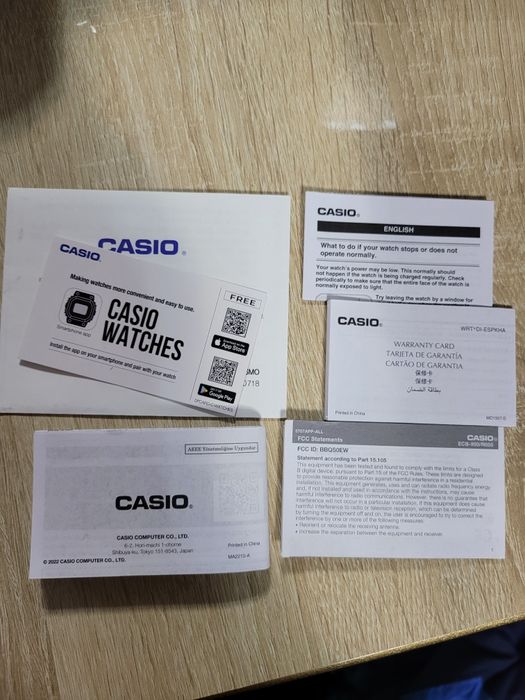 CASIO®
CASIO®
Making watches more convenient and easy to use.
FREE
Smartphone app
CASIO
WATCHES
App Store
Google Play
Install the app on your smartphone and pair with your watch
0718
CASIO®
ENGLISH
What to do if your watch stops or does not
operate normally.
Your watch's power may be low. This normally
should not happen if the watch is being charged regularly. Check
periodically to make sure that the entire face of the watch is
normally exposed to light.
Try leaving the watch by a window for
CASIO®
WARRANTY CARD
TARJETA DE GARANTÍA
CARTÃO DE GARANTIA
保修卡
保修卡
بطاقة الضمان
Printed in China
AEEE Yönetmeliğine Uygundur
CASIO®
CASIO COMPUTER CO., LTD.
6-2, Hon-machi 1-chome
Shibuya-ku, Tokyo 151-8543, Japan
Printed in China
MA2210-A
© 2022 CASIO COMPUTER CO., LTD.
FCC Statements
CASIO®
FCC ID: BBQ50EW
Statement according to Part 15.105
This equipment has been tested and found to comply with the limits for a Class
B digital device, pursuant to Part 15 of the FCC Rules. These limits are designed
to provide reasonable protection against harmful interference in a residential
installation. This equipment generates, uses and can radiate radio frequency energy
and, if not installed and used in accordance with the instructions, may cause
harmful interference to radio communications. However, there is no guarantee that
interference will not occur in a particular installation. If this equipment does cause
harmful interference to radio or television reception, which can be determined
by turning the equipment off and on, the user is encouraged to try to correct the
interference by one or more of the following measures:
• Reorient or relocate the receiving antenna.
• Increase the separation between the equipment and receiver.